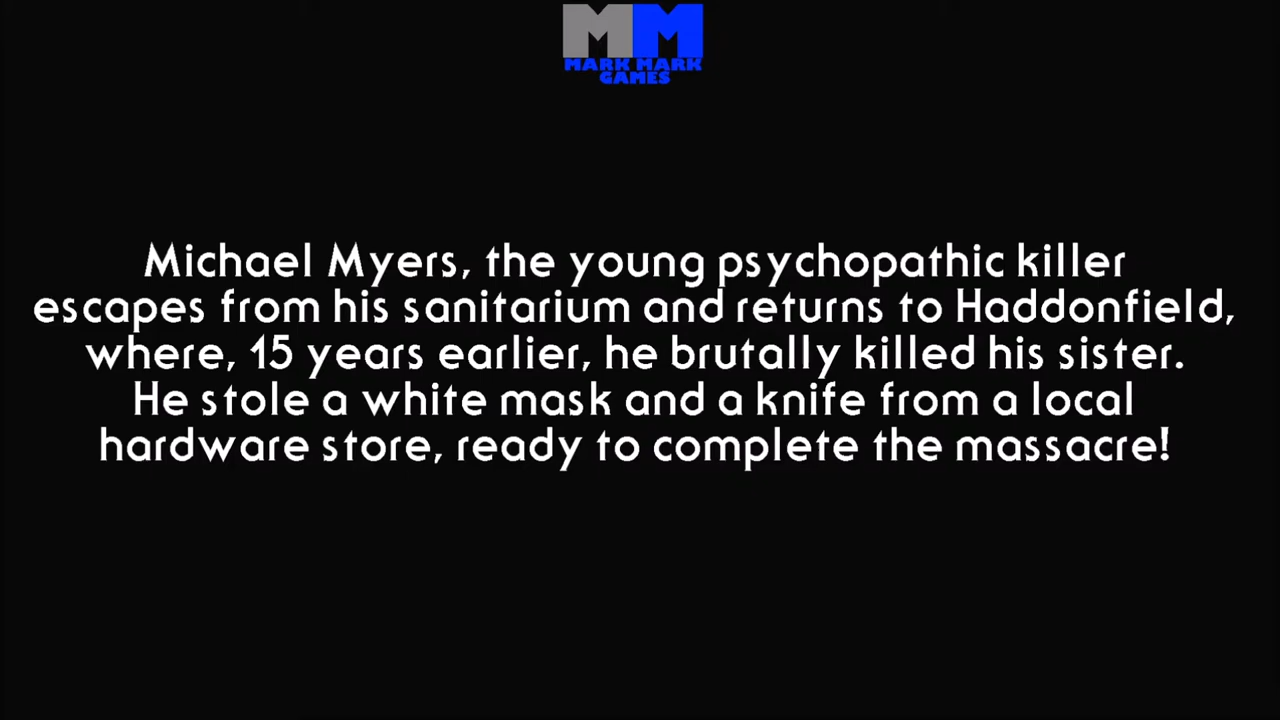 MM
MARK MARK
GAMES
Michael Myers, the young psychopathic killer
escapes from his sanitarium and returns to Haddonfield,
where, 15 years earlier, he brutally killed his sister.
He stole a white mask and a knife from a local
hardware store, ready to complete the massacre!